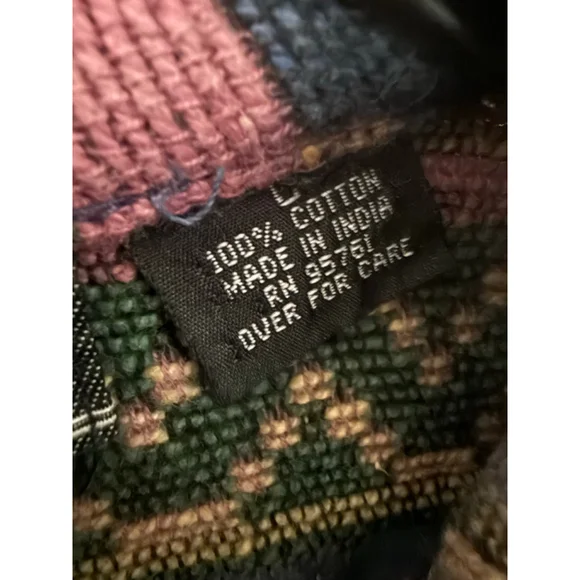 100% COTTON
MADE IN INDIA
RN 95761
OVER FOR CARE